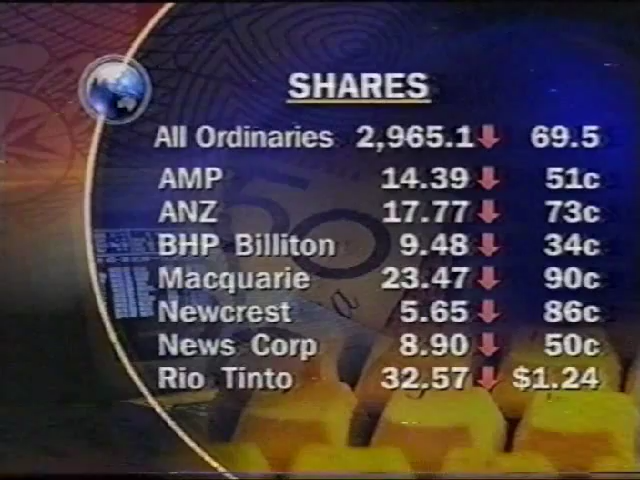 SHARES
All Ordinaries 2,965.1 69.5
AMP 14.39 51c
ANZ 17.77 73c
BHP Billiton 9.48 34c
Macquarie 23.47 90c
Newcrest 5.65 86c
News Corp 8.90 50c
Rio Tinto 32.57 $1.24